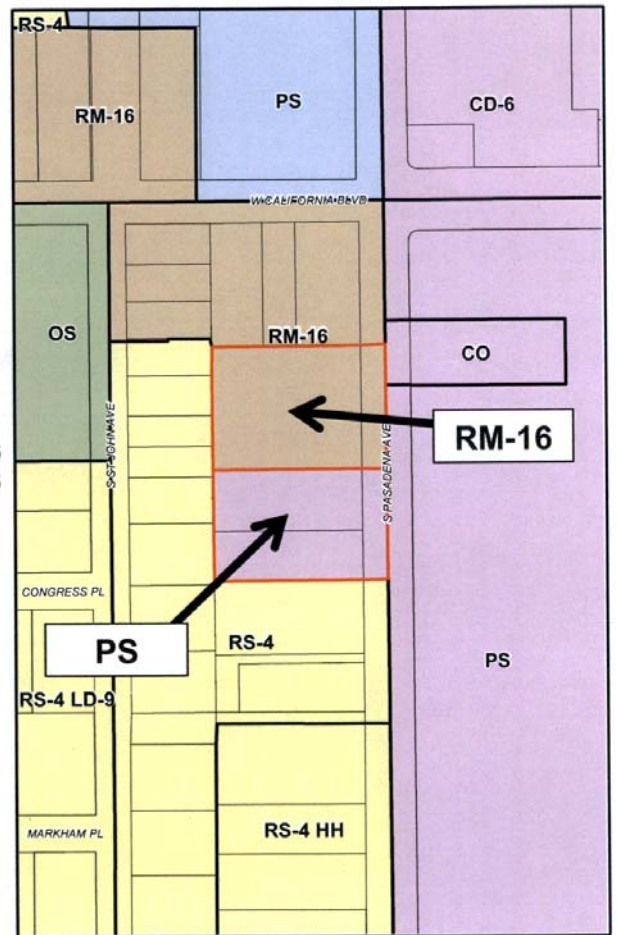 RS-4
PS
CD-6
RM-16
W CALIFORNIA BLVD
OS
RM-16
CO
RM-16
S ST JOHN AVE
S PASADENA AVE
CONGRESS PL
PS
RS-4
PS
RS-4 LD-9
RS-4 HH
MARKHAM PL